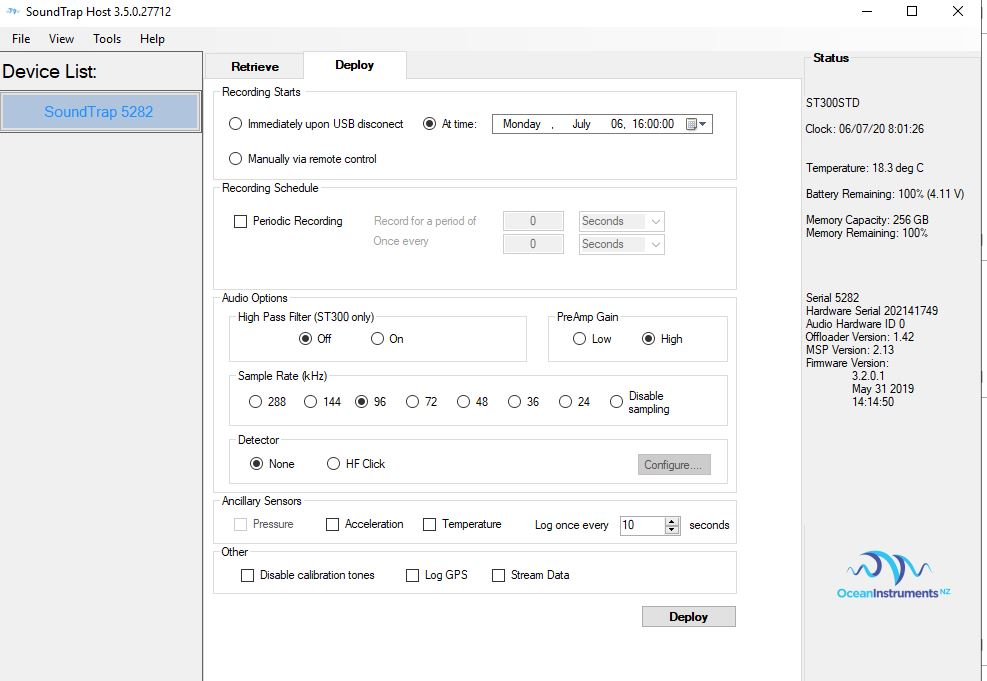 SoundTrap Host 3.5.0.27712
File View Tools Help
Device List:
SoundTrap 5282
Retrieve Deploy
Recording Starts
Immediately upon USB disconect At time: Monday , July 06, 16:00:00
Manually via remote control
Recording Schedule
Periodic Recording Record for a period of 0 Seconds
Once every 0 Seconds
Audio Options
High Pass Filter (ST300 only)
Off On
PreAmp Gain
Low High
Sample Rate (kHz)
288 144 96 72 48 36 24 Disable
sampling
Detector
None HF Click Configure....
Ancillary Sensors
Pressure Acceleration Temperature Log once every 10 seconds
Other
Disable calibration tones Log GPS Stream Data
Deploy
Status
ST300STD
Clock: 06/07/20 8:01:26
Temperature: 18.3 deg C
Battery Remaining: 100% (4.11 V)
Memory Capacity: 256 GB
Memory Remaining: 100%
Serial 5282
Hardware Serial 202141749
Audio Hardware ID 0
Offloader Version: 1.42
MSP Version: 2.13
Firmware Version:
3.2.0.1
May 31 2019
14:14:50
OceanInstruments NZ